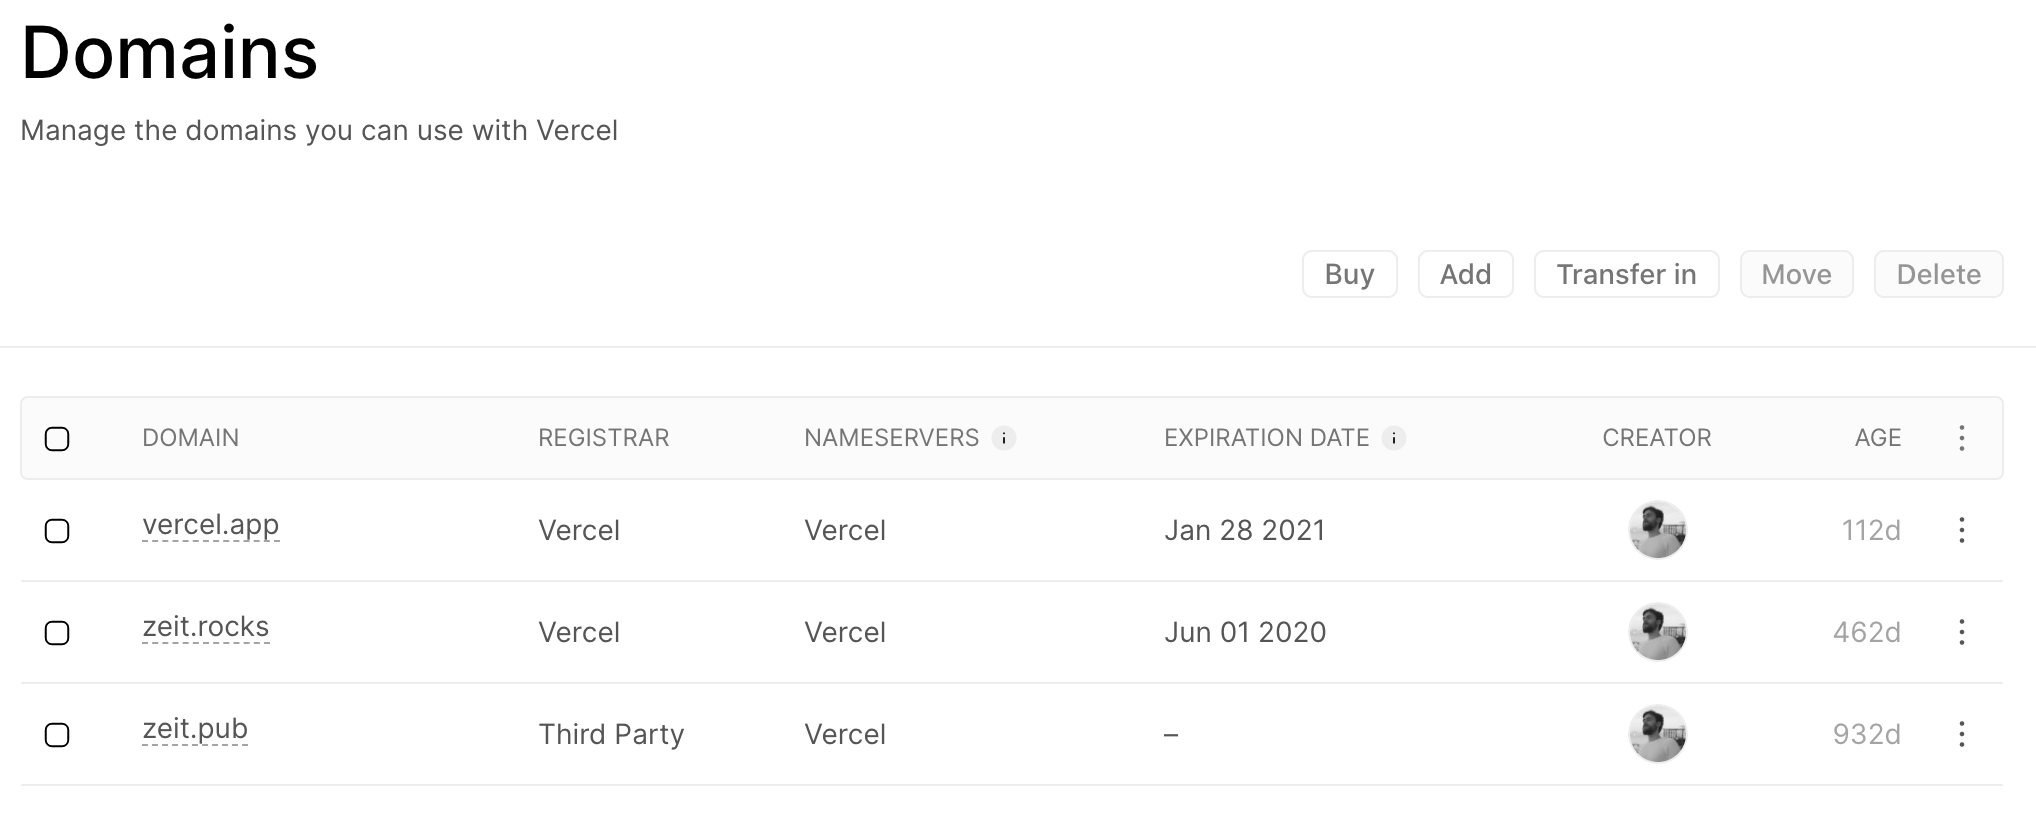 Domains
Manage the domains you can use with Vercel
Buy Add Transfer in Move Delete
DOMAIN REGISTRAR NAMESERVERS i EXPIRATION DATE i CREATOR AGE
vercel.app Vercel Vercel Jan 28 2021 112d
zeit.rocks Vercel Vercel Jun 01 2020 462d
zeit.pub Third Party Vercel – 932d